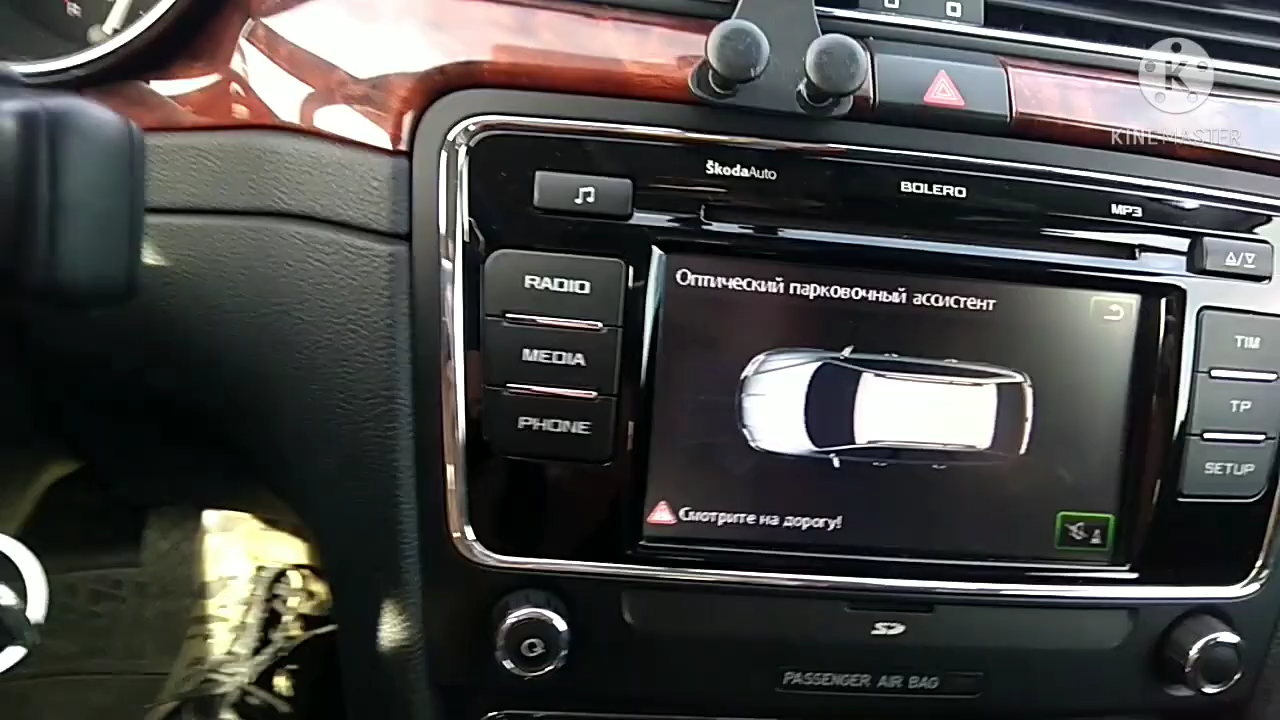 KINEMASTER
ŠkodaAuto
BOLERO
MP3
RADIO
MEDIA
PHONE
Оптический парковочный ассистент
Смотрите на дорогу!
TIM
TP
SETUP
SD
PASSENGER AIR BAG